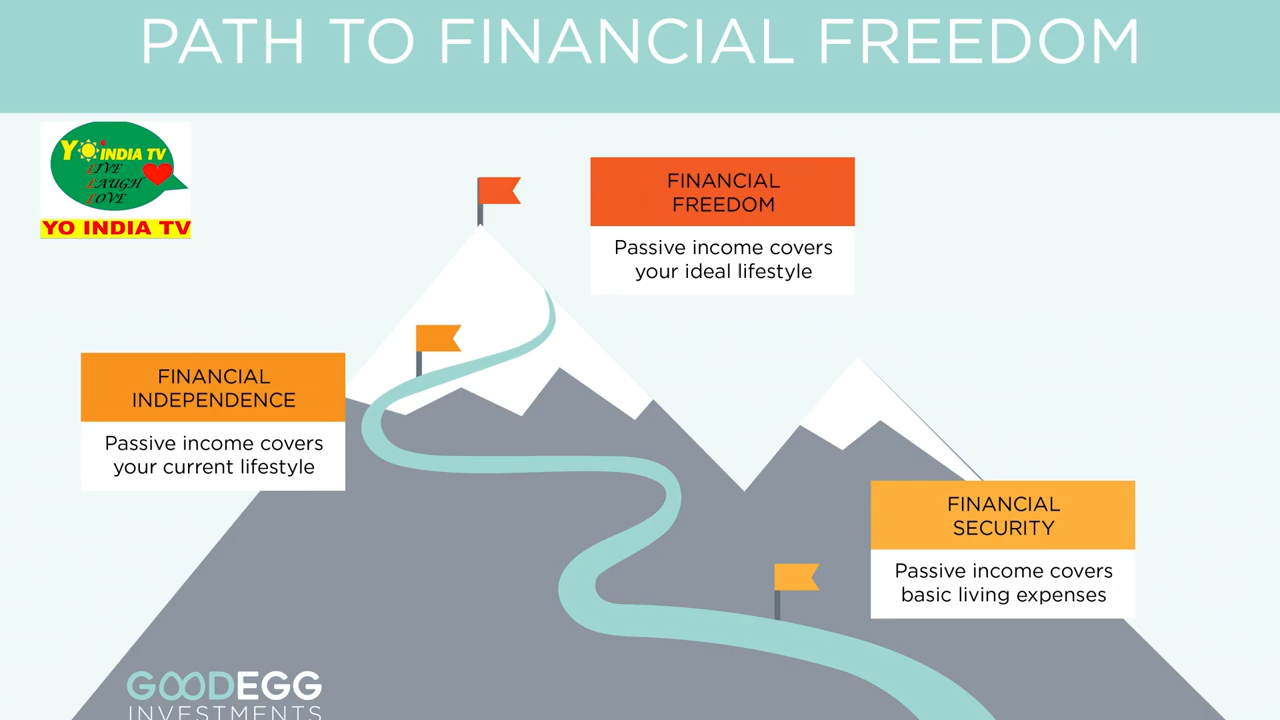 PATH TO FINANCIAL FREEDOM
YO INDIA TV
LIVE
LAUGH
LOVE
YO INDIA TV
FINANCIAL
FREEDOM
Passive income covers
your ideal lifestyle
FINANCIAL
INDEPENDENCE
Passive income covers
your current lifestyle
FINANCIAL
SECURITY
Passive income covers
basic living expenses
GOODEGG
INVESTMENTS